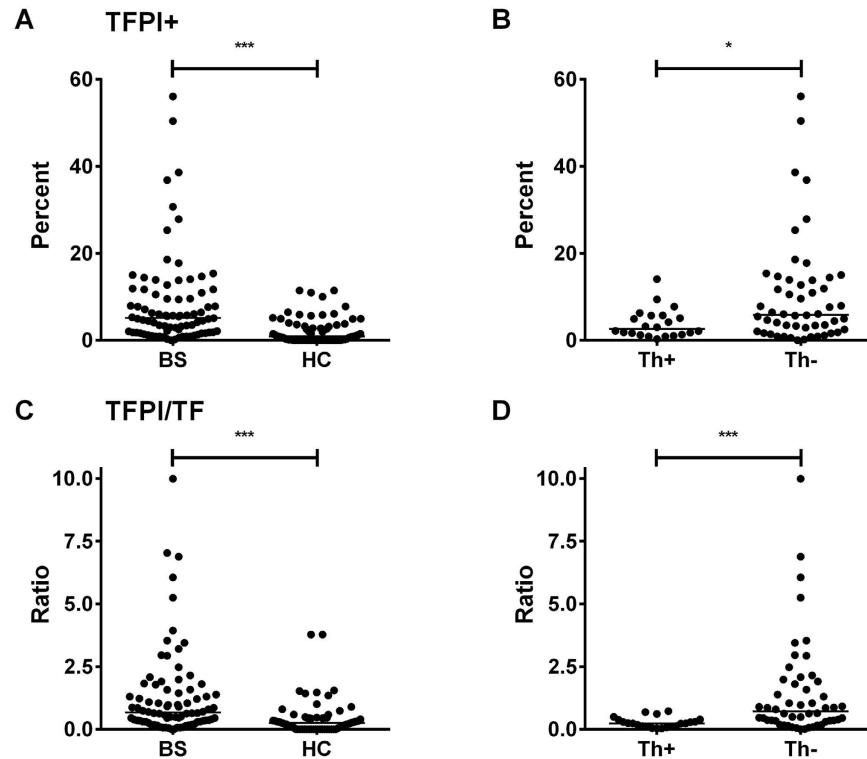 A TFPI+
***
60
40
20
0
Percent
BS HC
B
*
60
40
20
0
Percent
Th+ Th-
C TFPI/TF
***
10.0
7.5
5.0
2.5
0.0
Ratio
BS HC
D
***
10.0
7.5
5.0
2.5
0.0
Ratio
Th+ Th-